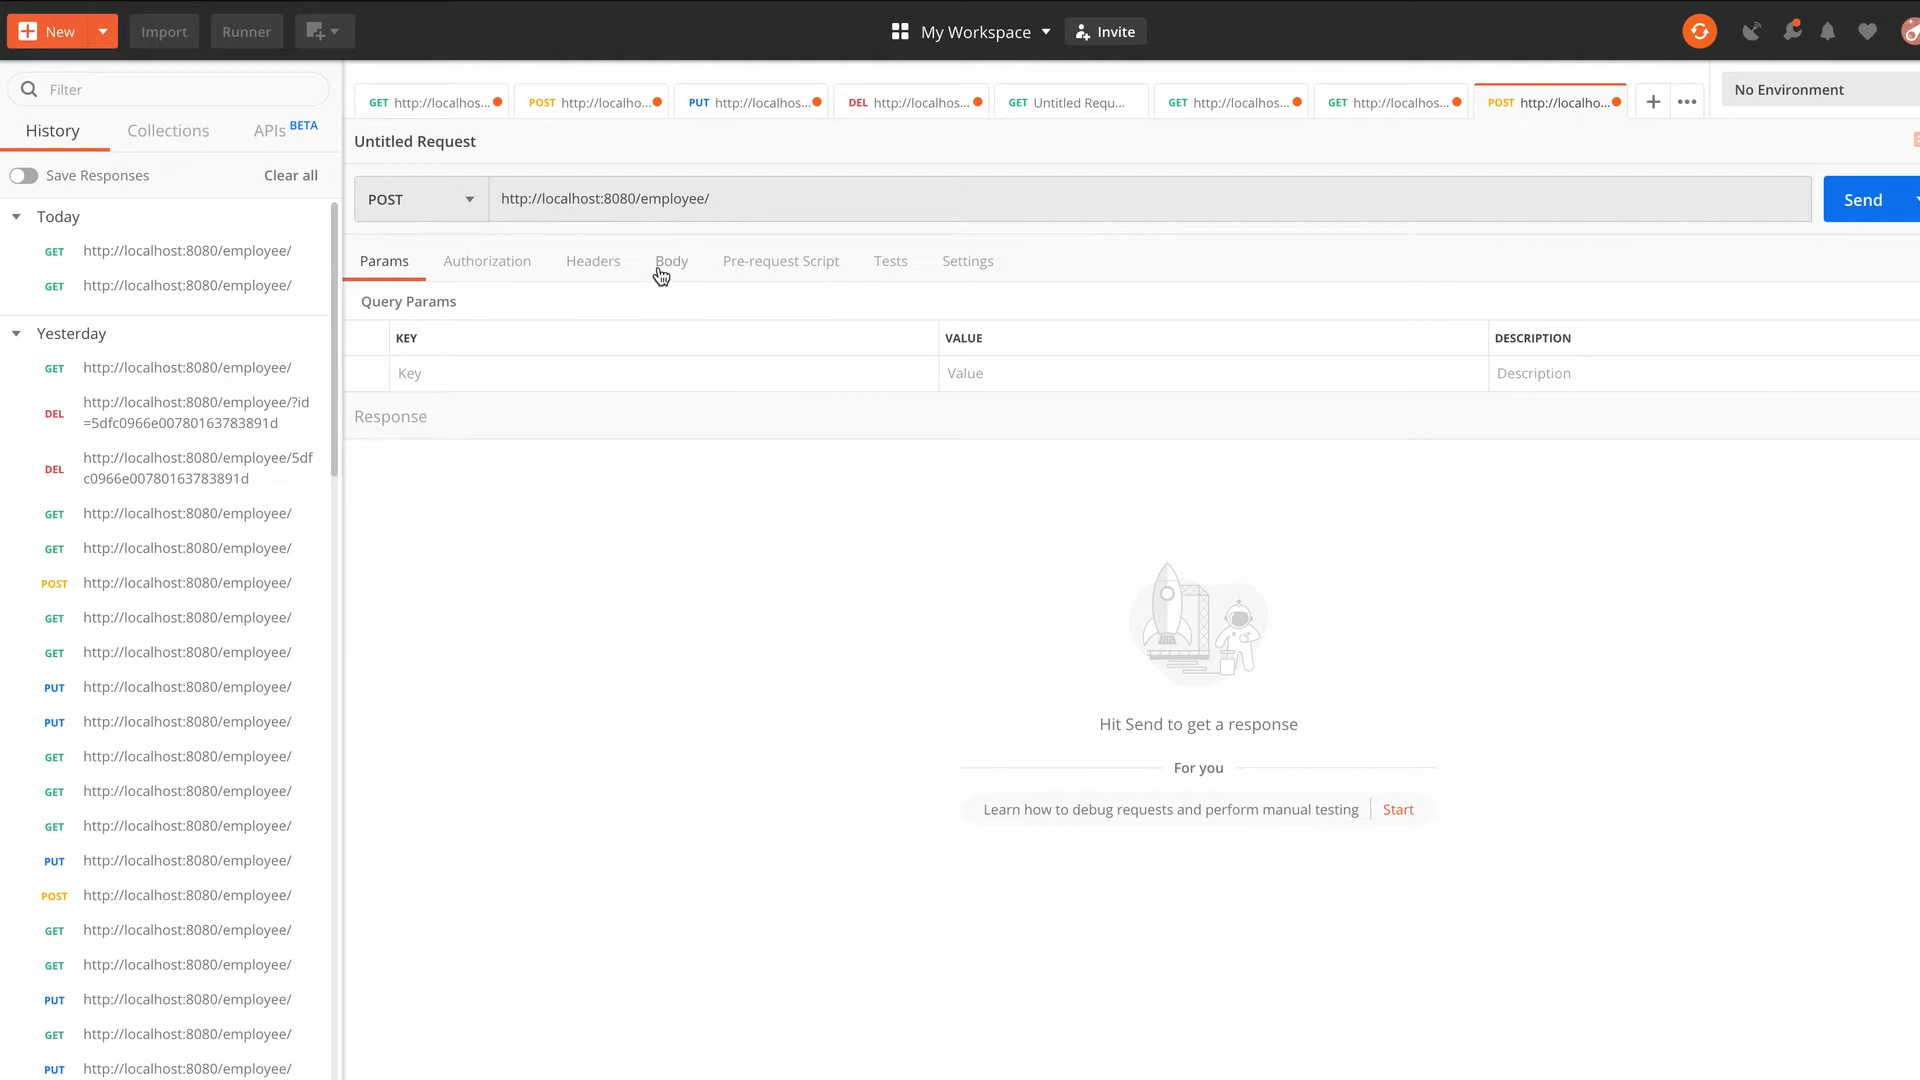 New Import Runner My Workspace Invite
Filter
History Collections APIs BETA
Save Responses Clear all
Today
GET http://localhost:8080/employee/
GET http://localhost:8080/employee/
Yesterday
GET http://localhost:8080/employee/
DEL http://localhost:8080/employee/?id
=5dfc0966e00780163783891d
DEL http://localhost:8080/employee/5df
c0966e00780163783891d
GET http://localhost:8080/employee/
GET http://localhost:8080/employee/
POST http://localhost:8080/employee/
GET http://localhost:8080/employee/
GET http://localhost:8080/employee/
PUT http://localhost:8080/employee/
PUT http://localhost:8080/employee/
GET http://localhost:8080/employee/
GET http://localhost:8080/employee/
GET http://localhost:8080/employee/
PUT http://localhost:8080/employee/
POST http://localhost:8080/employee/
GET http://localhost:8080/employee/
GET http://localhost:8080/employee/
PUT http://localhost:8080/employee/
GET http://localhost:8080/employee/
PUT http://localhost:8080/employee/
GET http://localhos... POST http://localho... PUT http://localhos... DEL http://localhos... GET Untitled Requ... GET http://localhos... GET http://localhos... POST http://localho... No Environment
Untitled Request
POST http://localhost:8080/employee/ Send
Params Authorization Headers Body Pre-request Script Tests Settings
Query Params
KEY VALUE DESCRIPTION
Key Value Description
Response
Hit Send to get a response
For you
Learn how to debug requests and perform manual testing Start